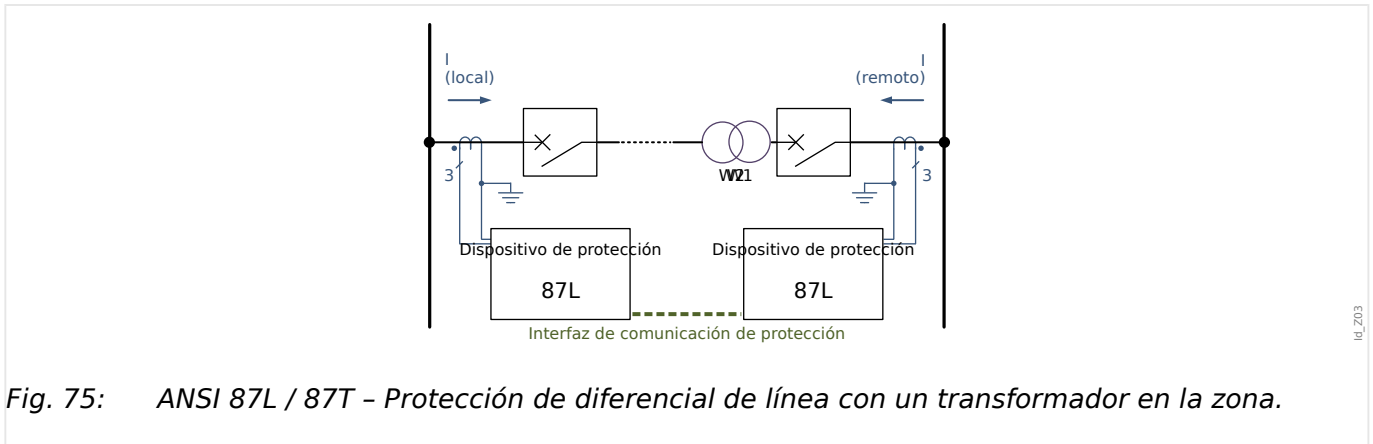 I
(local)
I
(remoto)
3
W2
W1
3
Dispositivo de protección
87L
Dispositivo de protección
87L
Interfaz de comunicación de protección
ld_Z03
Fig. 75: ANSI 87L / 87T – Protección de diferencial de línea con un transformador en la zona.